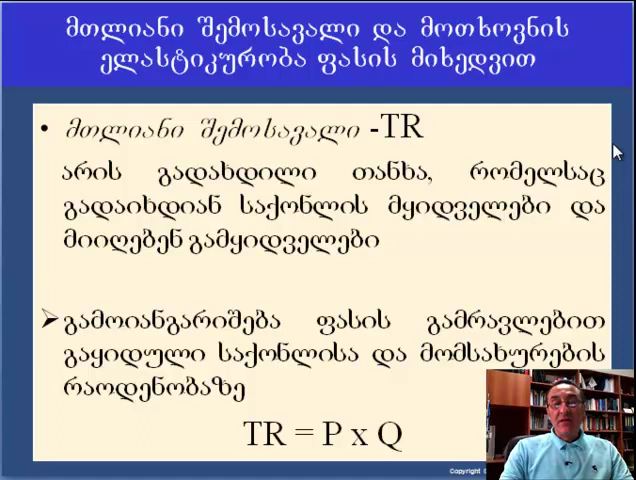 მთლიანი შემოსავალი და მოთხოვნის
ელასტიკურობა ფასის მიხედვით
• მთლიანი შემოსავალი -TR
არის გადახდილი თანხა, რომელსაც
გადაიხდიან საქონლის მყიდველები და
მიიღებენ გამყიდველები
➢ გამოიანგარიშება ფასის გამრავლებით
გაყიდული საქონლისა და მომსახურების
რაოდენობაზე
TR = P x Q
Copyright ©